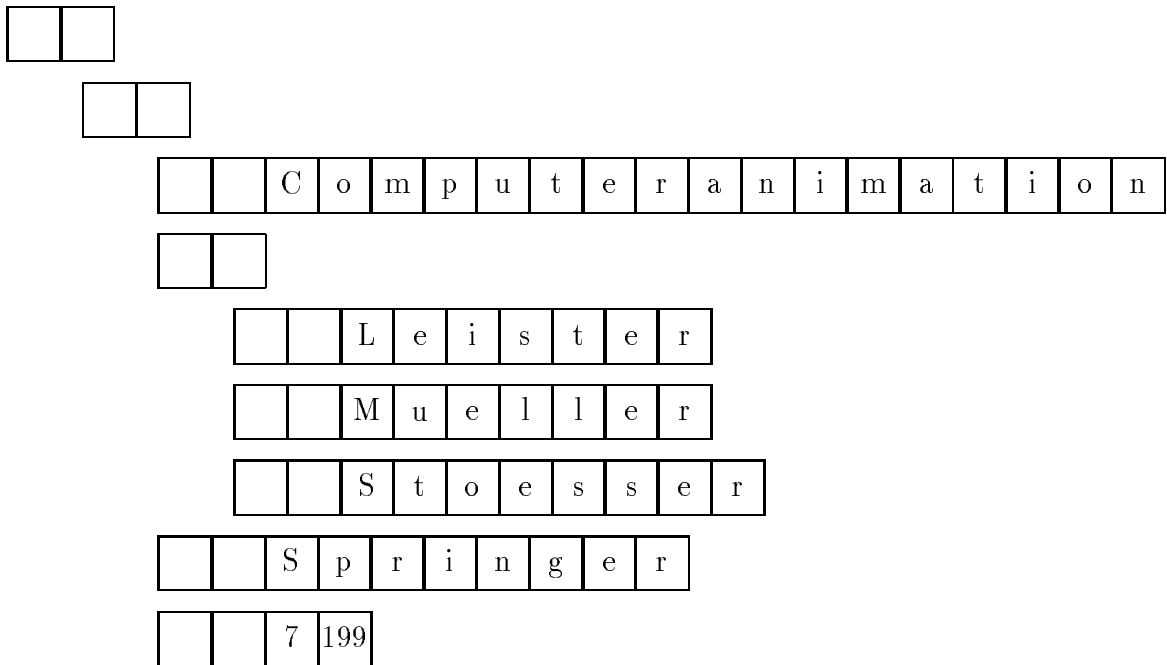 Computeranimation
Leister
Mueller
Stoesser
Springer
7 199